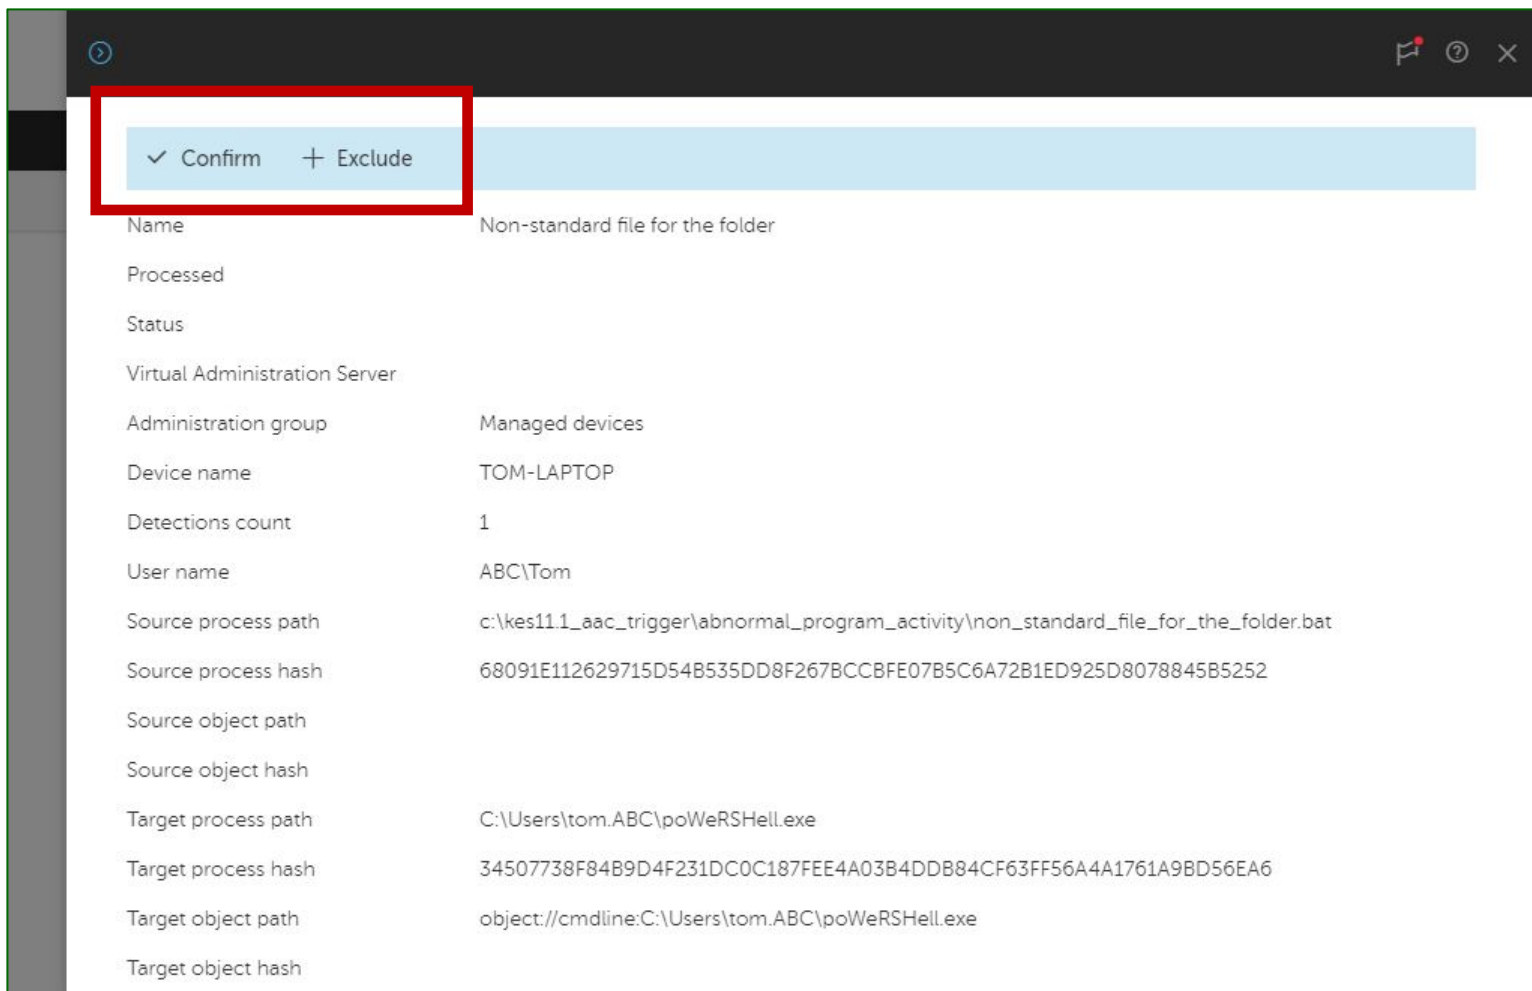 Confirm Exclude
Name Non-standard file for the folder
Processed
Status
Virtual Administration Server
Administration group Managed devices
Device name TOM-LAPTOP
Detections count 1
User name ABC\Tom
Source process path c:\kes11.1_aac_trigger\abnormal_program_activity\non_standard_file_for_the_folder.bat
Source process hash 68091E112629715D54B535DD8F267BCCBFE07B5C6A72B1ED925D8078845B5252
Source object path
Source object hash
Target process path C:\Users\tom.ABC\poWeRSHell.exe
Target process hash 34507738F84B9D4F231DC0C187FEE4A03B4DDB84CF63FF56A4A1761A9BD56EA6
Target object path object://cmdline:C:\Users\tom.ABC\poWeRSHell.exe
Target object hash